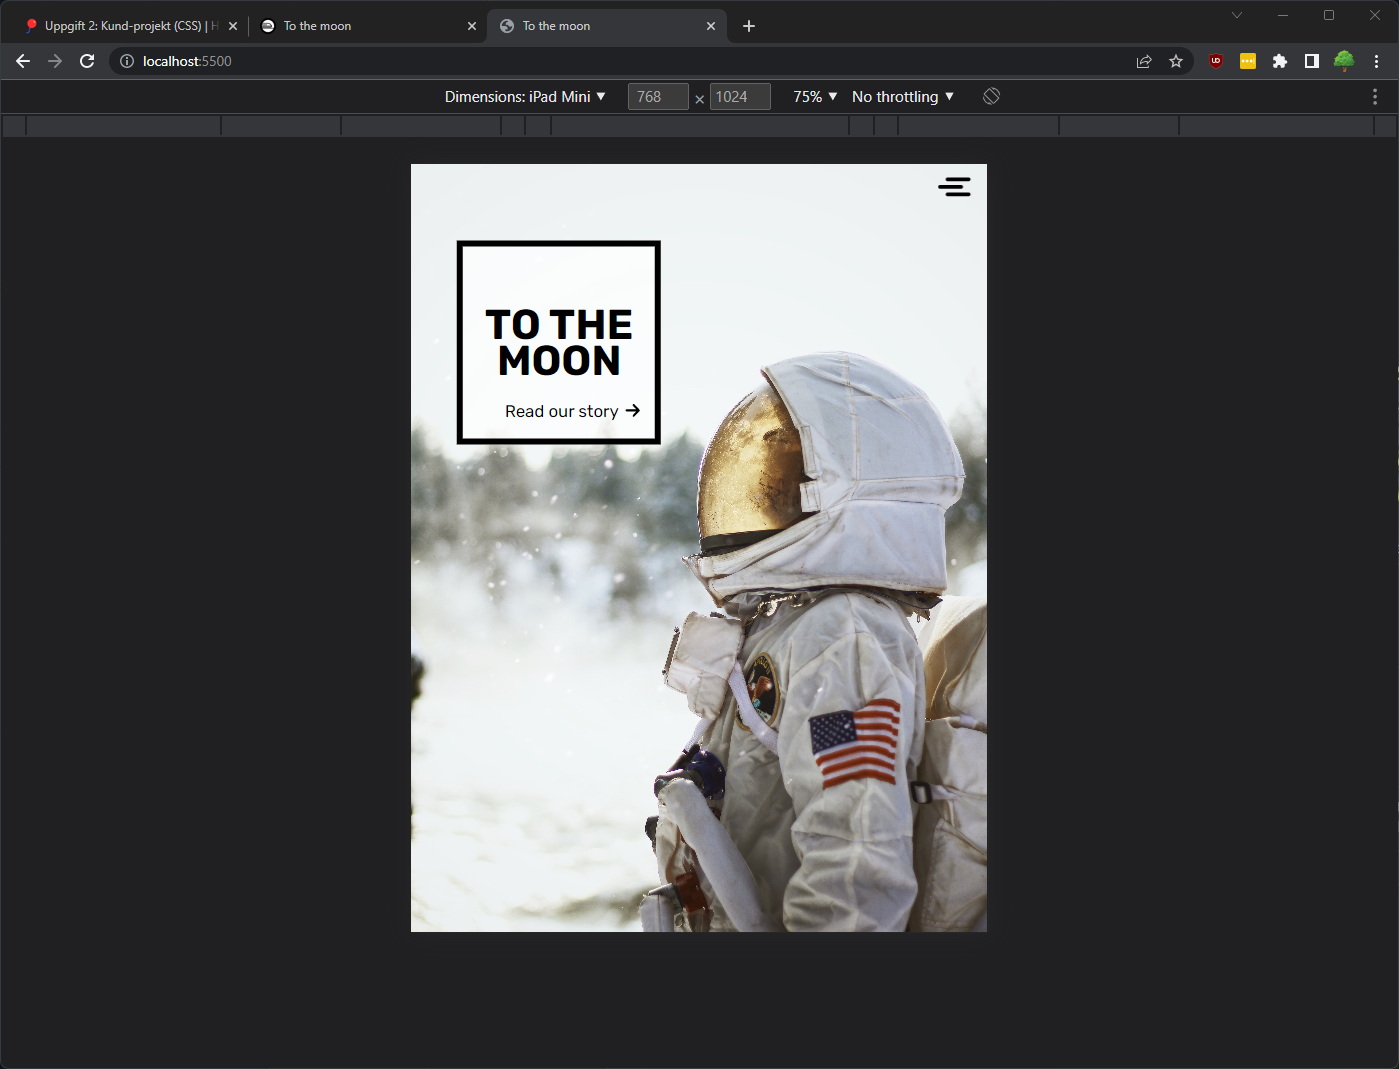 Uppgift 2: Kund-projekt (CSS) | H
To the moon
To the moon
localhost:5500
UD
Dimensions: iPad Mini
768 × 1024
75%
No throttling
TO THE
MOON
Read our story